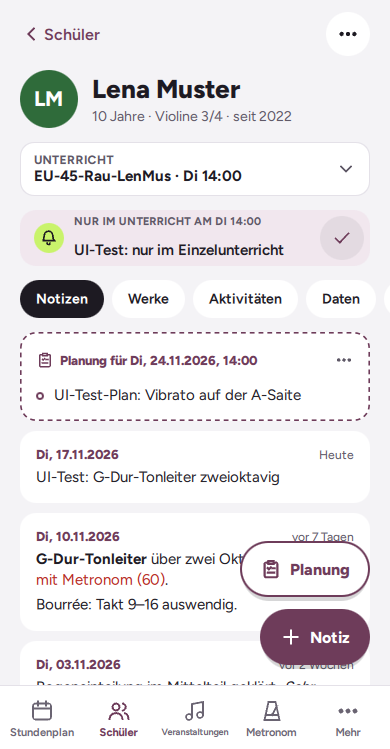 Schüler
LM
Lena Muster
10 Jahre · Violine 3/4 · seit 2022
UNTERRICHT
EU-45-Rau-LenMus · Di 14:00
NUR IM UNTERRICHT AM DI 14:00
UI-Test: nur im Einzelunterricht
Notizen Werke Aktivitäten Daten
Planung für Di, 24.11.2026, 14:00
UI-Test-Plan: Vibrato auf der A-Saite
Di, 17.11.2026 Heute
UI-Test: G-Dur-Tonleiter zweioktavig
Di, 10.11.2026 vor 7 Tagen
G-Dur-Tonleiter über zwei
mit Metronom (60).
Planung
Bourrée: Takt 9–16 auswendig.
Notiz
Di, 03.11.2026 vor 2 Wochen
Stundenplan Schüler Veranstaltungen Metronom Mehr